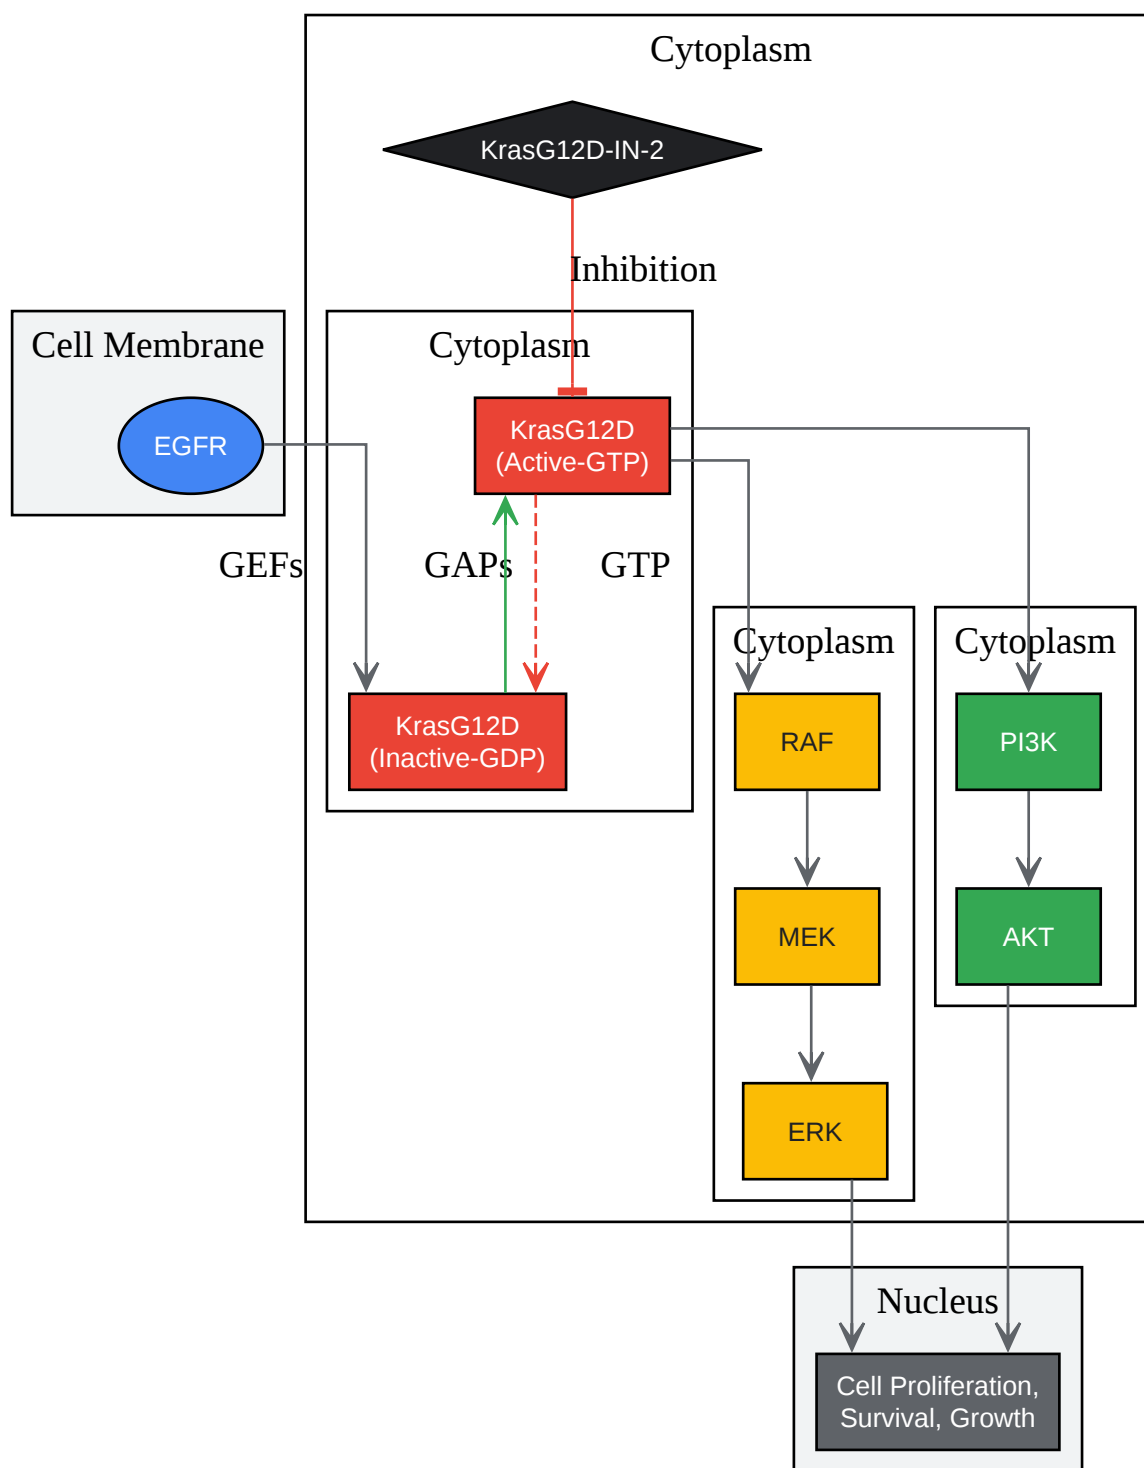 Cytoplasm
KrasG12D-IN-2
Inhibition
Cell Membrane
Cytoplasm
EGFR
KrasG12D
(Active-GTP)
GEFs
GAPs
GTP
Cytoplasm
Cytoplasm
KrasG12D
(Inactive-GDP)
RAF
PI3K
MEK
AKT
ERK
Nucleus
Cell Proliferation,
Survival, Growth